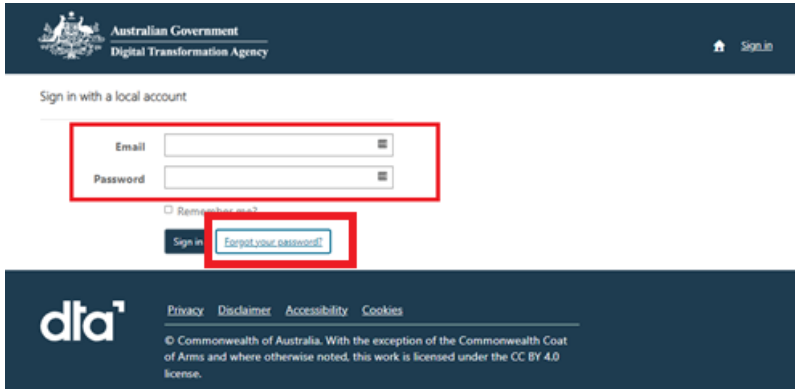 Australian Government
Digital Transformation Agency
Sign in
Sign in with a local account
Email
Password
Remember me?
Sign in
Forgot your password?
dta
Privacy Disclaimer Accessibility Cookies
© Commonwealth of Australia. With the exception of the Commonwealth Coat
of Arms and where otherwise noted, this work is licensed under the CC BY 4.0
license.